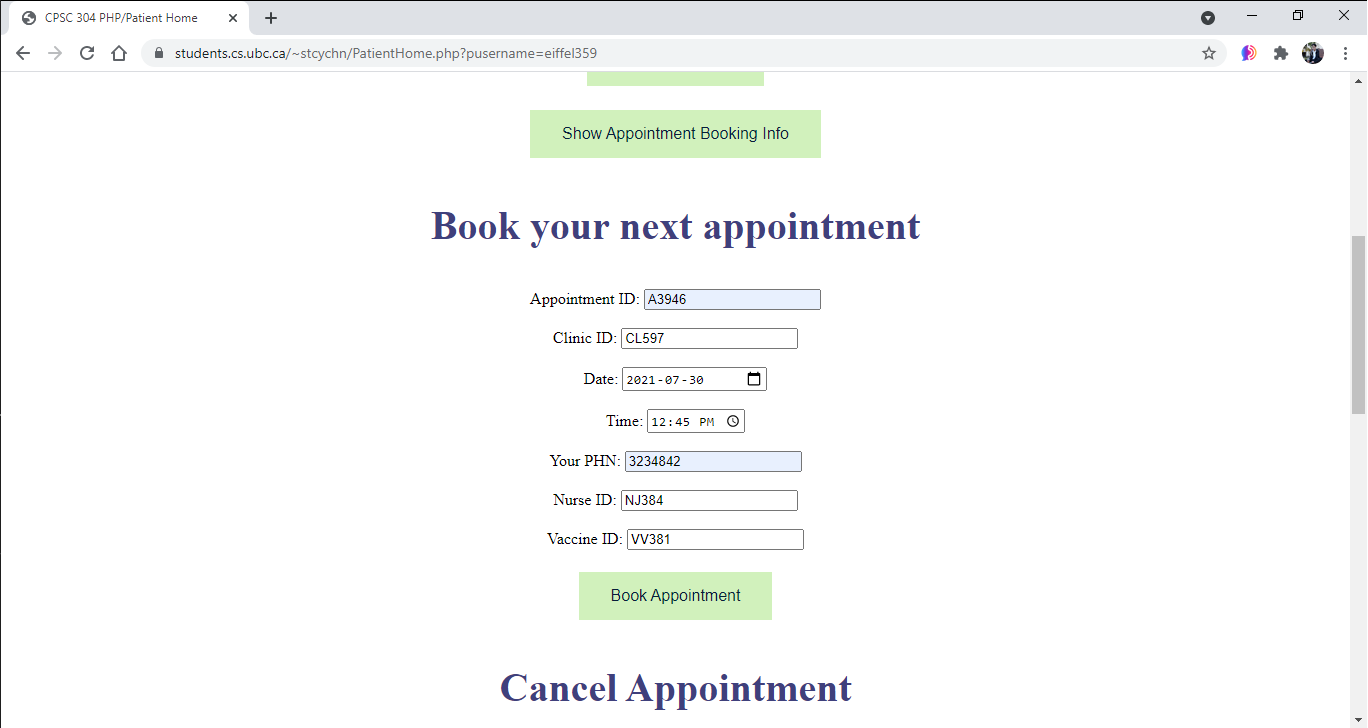 CPSC 304 PHP/Patient Home
students.cs.ubc.ca/~stcychn/PatientHome.php?pusername=eiffel359
Show Appointment Booking Info
Book your next appointment
Appointment ID: A3946
Clinic ID: CL597
Date: 2021-07-30
Time: 12:45 PM
Your PHN: 3234842
Nurse ID: NJ384
Vaccine ID: VV381
Book Appointment
Cancel Appointment